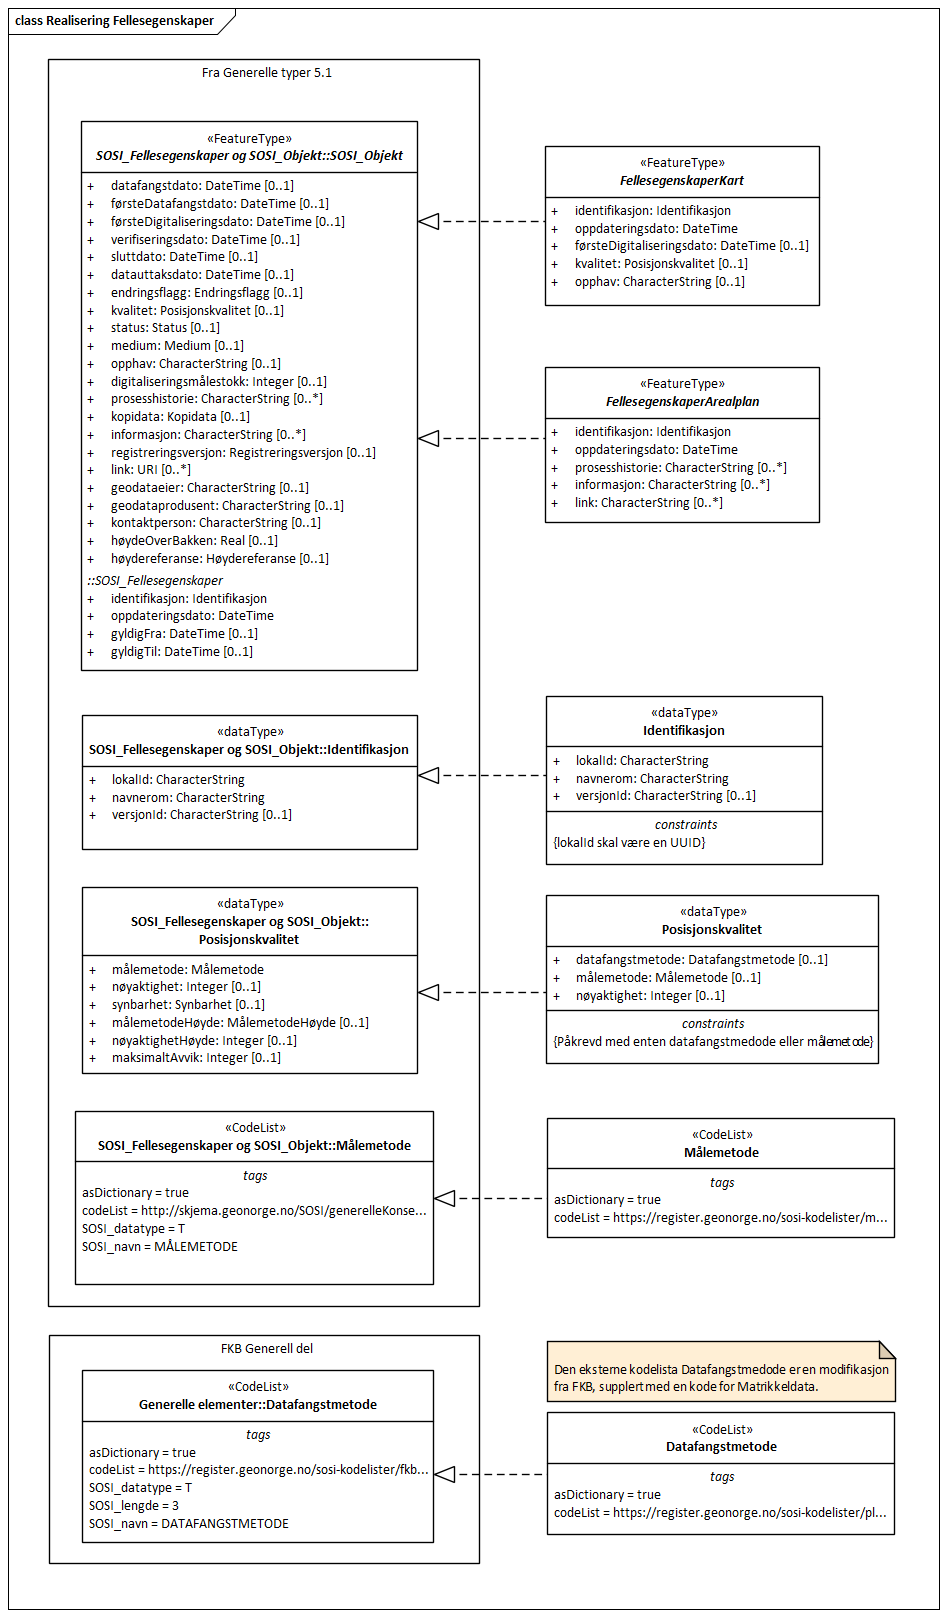 class Realisering Fellesegenskaper
Fra Generelle typer 5.1
«FeatureType»
SOSI_Fellesegenskaper og SOSI_Objekt::SOSI_Objekt
+ datafangstdato: DateTime [0..1]
+ førsteDatafangstdato: DateTime [0..1]
+ førsteDigitaliseringsdato: DateTime [0..1]
+ verifiseringsdato: DateTime [0..1]
+ sluttdato: DateTime [0..1]
+ datauttaksdato: DateTime [0..1]
+ endringsflagg: Endringsflagg [0..1]
+ kvalitet: Posisjonskvalitet [0..1]
+ status: Status [0..1]
+ medium: Medium [0..1]
+ opphav: CharacterString [0..1]
+ digitaliseringsmålestokk: Integer [0..1]
+ prosesshistorie: CharacterString [0..*]
+ kopidata: Kopidata [0..1]
+ informasjon: CharacterString [0..*]
+ registreringsversjon: Registreringsversjon [0..1]
+ link: URI [0..*]
+ geodataeier: CharacterString [0..1]
+ geodataprodusent: CharacterString [0..1]
+ kontaktperson: CharacterString [0..1]
+ høydeOverBakken: Real [0..1]
+ høydereferanse: Høydereferanse [0..1]
::SOSI_Fellesegenskaper
+ identifikasjon: Identifikasjon
+ oppdateringsdato: DateTime
+ gyldigFra: DateTime [0..1]
+ gyldigTil: DateTime [0..1]
«FeatureType»
FellesegenskaperKart
+ identifikasjon: Identifikasjon
+ oppdateringsdato: DateTime
+ førsteDigitaliseringsdato: DateTime [0..1]
+ kvalitet: Posisjonskvalitet [0..1]
+ opphav: CharacterString [0..1]
«FeatureType»
FellesegenskaperArealplan
+ identifikasjon: Identifikasjon
+ oppdateringsdato: DateTime
+ prosesshistorie: CharacterString [0..*]
+ informasjon: CharacterString [0..*]
+ link: CharacterString [0..*]
«dataType»
SOSI_Fellesegenskaper og SOSI_Objekt::Identifikasjon
+ lokalId: CharacterString
+ navnerom: CharacterString
+ versjonId: CharacterString [0..1]
«dataType»
Identifikasjon
+ lokalId: CharacterString
+ navnerom: CharacterString
+ versjonId: CharacterString [0..1]
constraints
{lokalId skal være en UUID}
«dataType»
SOSI_Fellesegenskaper og SOSI_Objekt::
Posisjonskvalitet
+ målemetode: Målemetode
+ nøyaktighet: Integer [0..1]
+ synbarhet: Synbarhet [0..1]
+ målemetodeHøyde: MålemetodeHøyde [0..1]
+ nøyaktighetHøyde: Integer [0..1]
+ maksimaltAvvik: Integer [0..1]
«dataType»
Posisjonskvalitet
+ datafangstmetode: Datafangstmetode [0..1]
+ målemetode: Målemetode [0..1]
+ nøyaktighet: Integer [0..1]
constraints
{Påkrevd med enten datafangstmedode eller målemetode}
«CodeList»
SOSI_Fellesegenskaper og SOSI_Objekt::Målemetode
tags
asDictionary = true
codeList = http://skjema.geonorge.no/SOSI/generelleKonse...
SOSI_datatype = T
SOSI_navn = MÅLEMETODE
«CodeList»
Målemetode
tags
asDictionary = true
codeList = https://register.geonorge.no/sosi-kodelister/m...
FKB Generell del
«CodeList»
Generelle elementer::Datafangstmetode
tags
asDictionary = true
codeList = https://register.geonorge.no/sosi-kodelister/fkb...
SOSI_datatype = T
SOSI_lengde = 3
SOSI_navn = DATAFANGSTMETODE
Den eksterne kodelista Datafangstmedode er en modifikasjon
fra FKB, supplert med en kode for Matrikkeldata.
«CodeList»
Datafangstmetode
tags
asDictionary = true
codeList = https://register.geonorge.no/sosi-kodelister/pl...